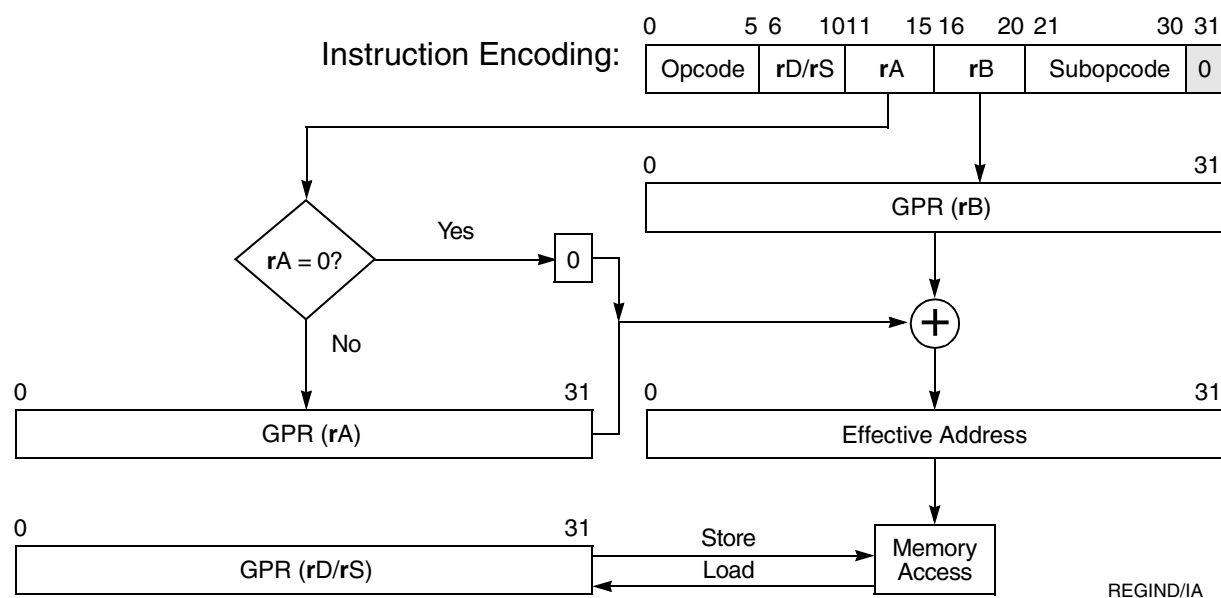 0 5 6 10 11 15 16 20 21 30 31
Instruction Encoding: Opcode rD/rS rA rB Subopcode 0
0 31
GPR (rB)
Yes
rA = 0? 0
+
No
0 31 0 31
GPR (rA) Effective Address
0 31
Store
GPR (rD/rS) Memory
Load Access
REGIND/IA